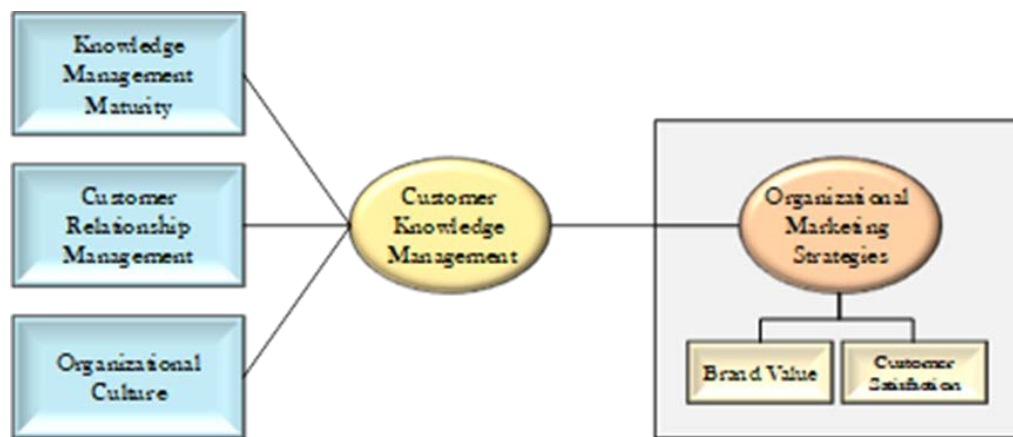 Knowledge
Management
Maturity
Customer
Relationship
Management
Organizational
Culture
Customer
Knowledge
Management
Organizational
Marketing
Strategies
Brand Value
Customer
Satisfaction